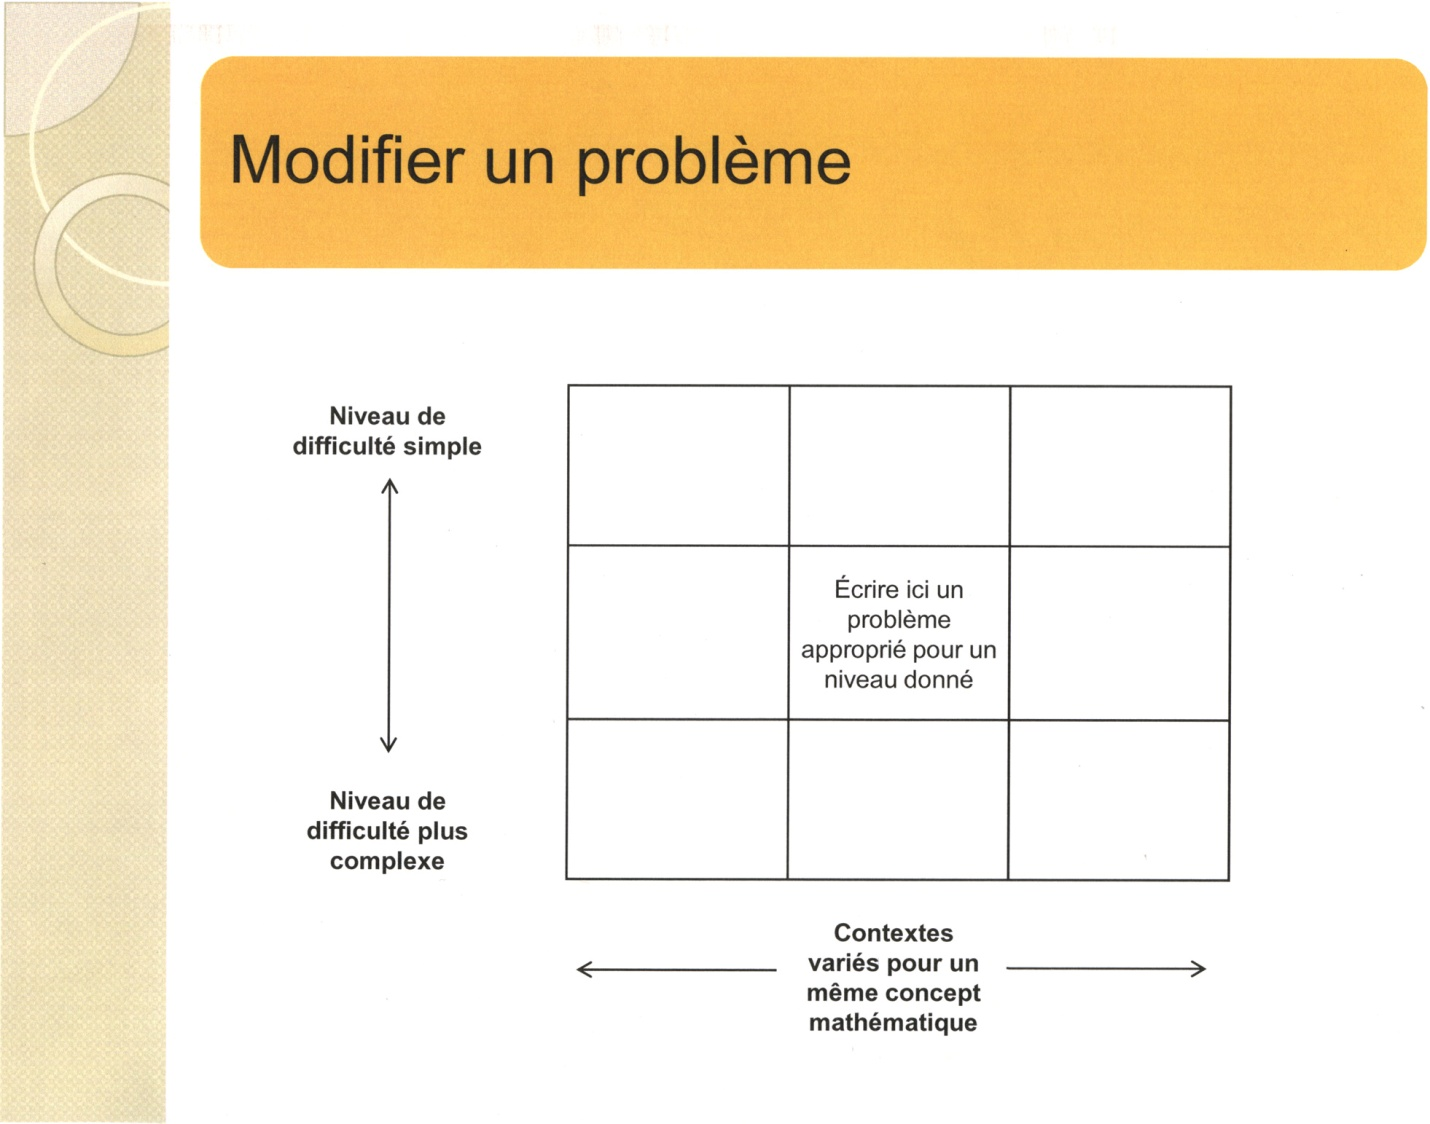 Modifier un problème
Niveau de
difficulté simple
Écrire ici un
problème
approprié pour un
niveau donné
Niveau de
difficulté plus
complexe
Contextes
variés pour un
même concept
mathématique